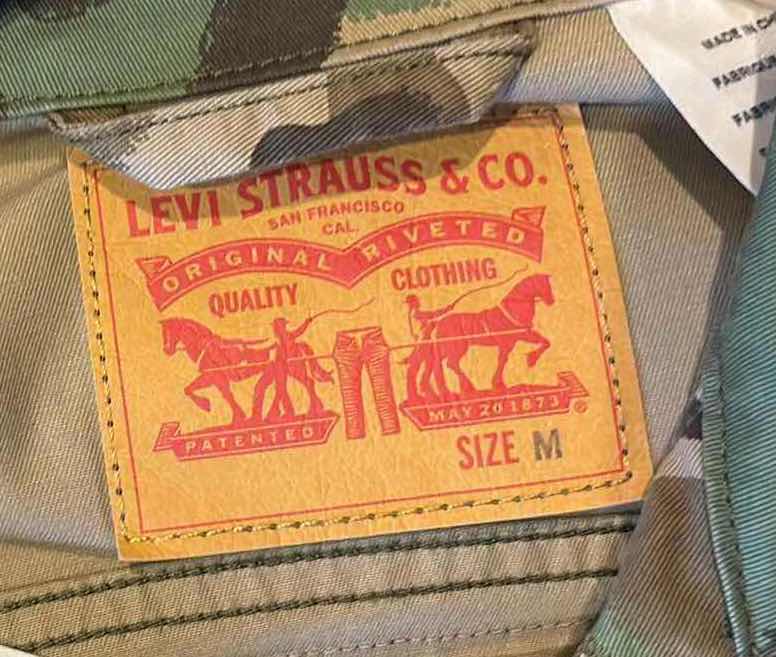 LEVI STRAUSS & CO.
SAN FRANCISCO
CAL.
ORIGINAL RIVETED
QUALITY CLOTHING
PATENTED MAY 20 1873
®
SIZE M
MADE IN